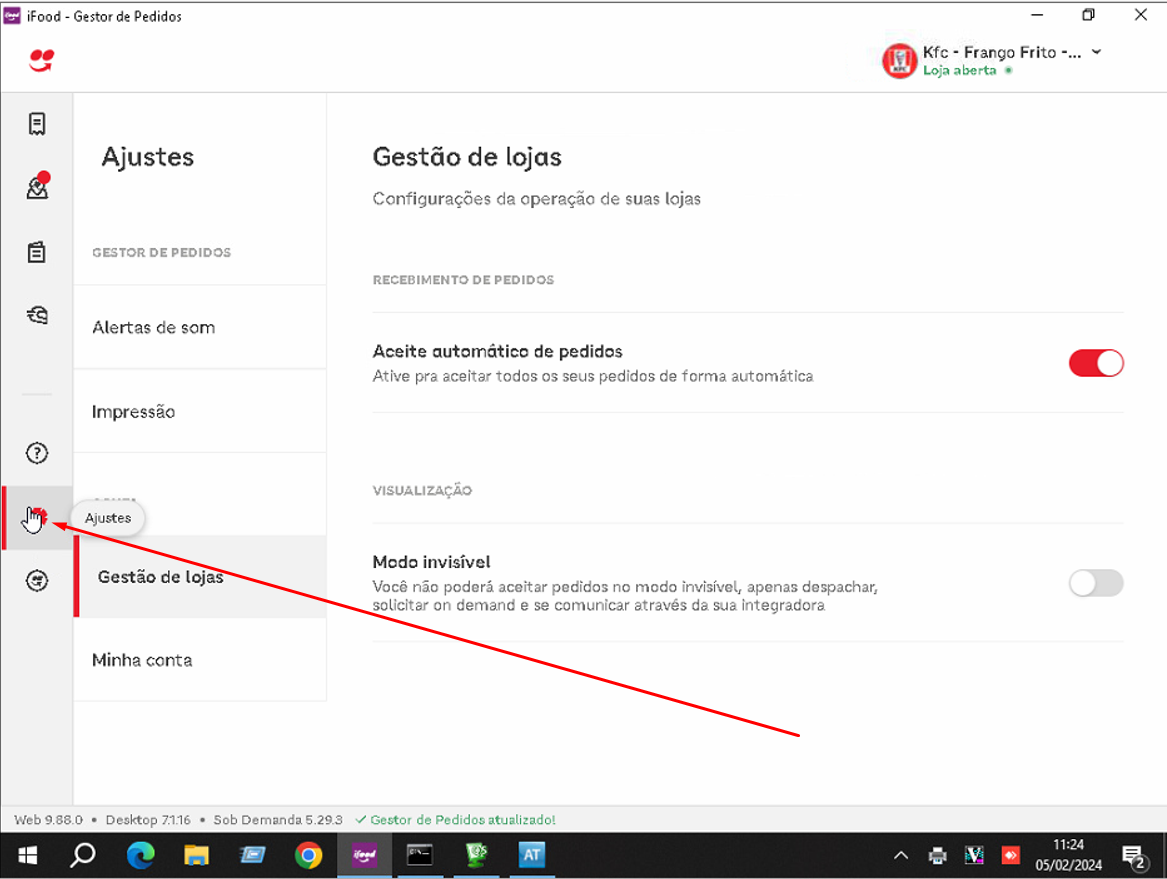 iFood - Gestor de Pedidos
Kfc - Frango Frito -...
Loja aberta
Ajustes
GESTOR DE PEDIDOS
Alertas de som
Impressão
Ajustes
Gestão de lojas
Minha conta
Gestão de lojas
Configurações da operação de suas lojas
RECEBIMENTO DE PEDIDOS
Aceite automático de pedidos
Ative pra aceitar todos os seus pedidos de forma automática
VISUALIZAÇÃO
Modo invisível
Você não poderá aceitar pedidos no modo invisível, apenas despachar,
solicitar on demand e se comunicar através da sua integradora
Web 9.88.0 • Desktop 7.1.16 • Sob Demanda 5.29.3 ✓ Gestor de Pedidos atualizado!
ifood
AT
11:24
05/02/2024
2